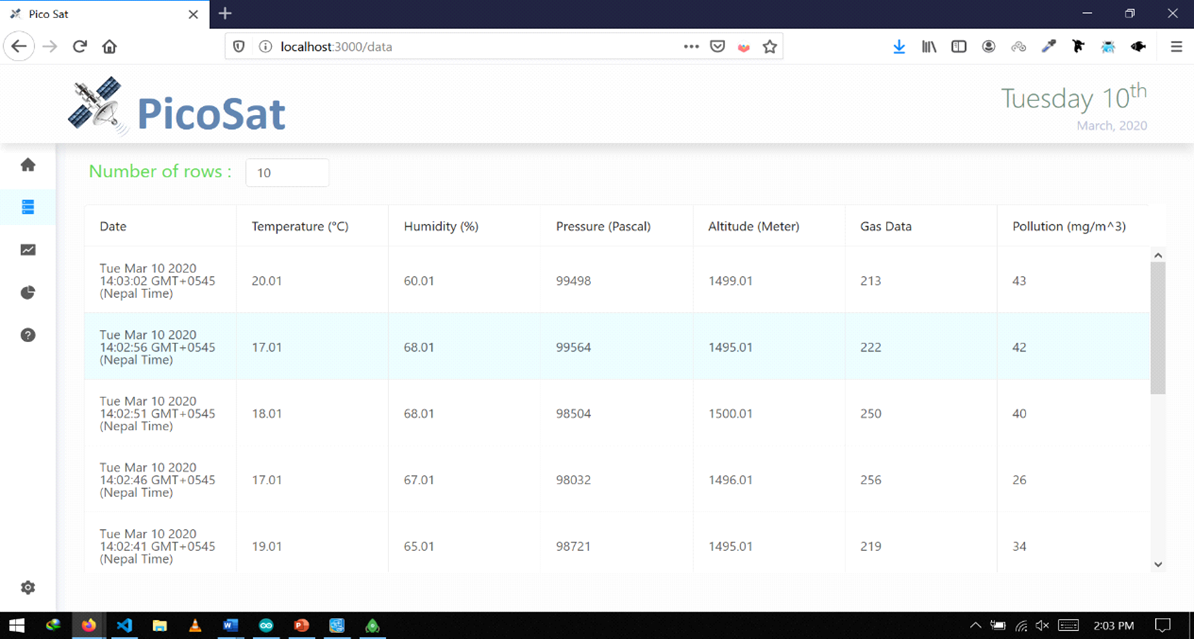 Pico Sat
localhost:3000/data
PicoSat
Tuesday 10th
March, 2020
Number of rows : 10
Date Temperature (°C) Humidity (%) Pressure (Pascal) Altitude (Meter) Gas Data Pollution (mg/m^3)
Tue Mar 10 2020
14:03:02 GMT+0545 20.01 60.01 99498 1499.01 213 43
(Nepal Time)
Tue Mar 10 2020
14:02:56 GMT+0545 17.01 68.01 99564 1495.01 222 42
(Nepal Time)
Tue Mar 10 2020
14:02:51 GMT+0545 18.01 68.01 98504 1500.01 250 40
(Nepal Time)
Tue Mar 10 2020
14:02:46 GMT+0545 17.01 67.01 98032 1496.01 256 26
(Nepal Time)
Tue Mar 10 2020
14:02:41 GMT+0545 19.01 65.01 98721 1495.01 219 34
(Nepal Time)
2:03 PM